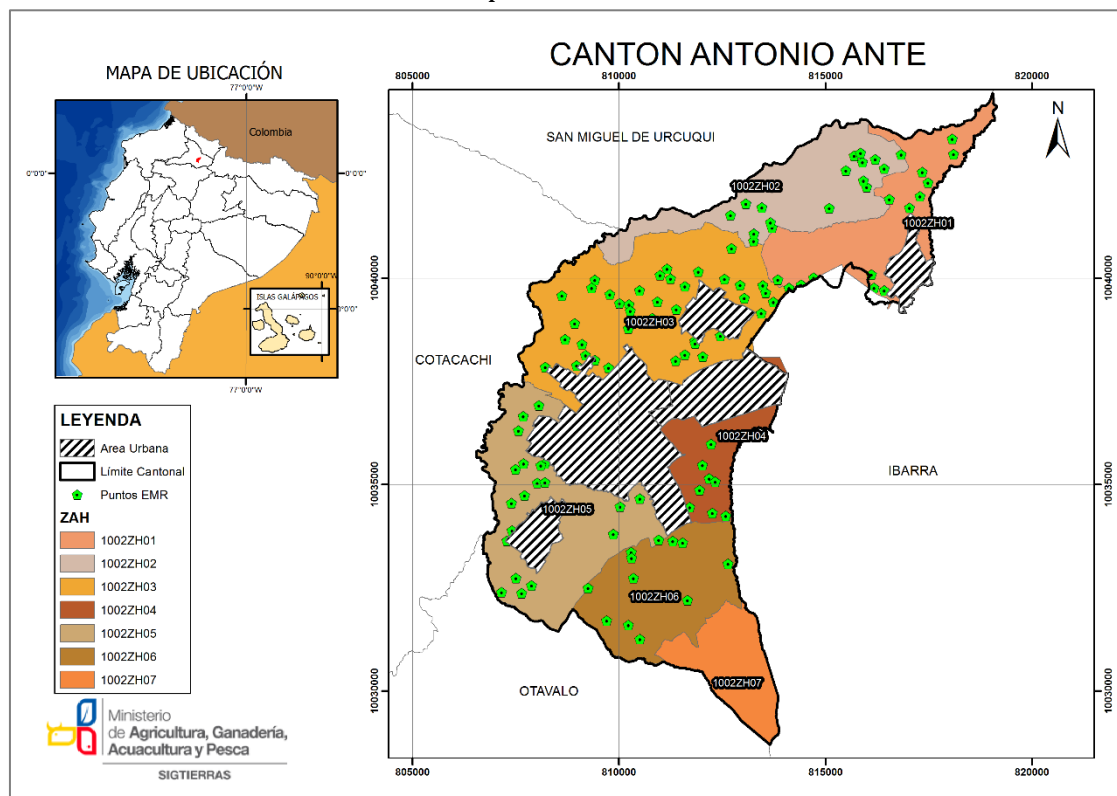 CANTON ANTONIO ANTE
MAPA DE UBICACIÓN
77°0'0"W
Colombia
0°0'0"
0°0'0"
90°0'0"W
ISLAS GALÁPAGOS
77°0'0"W
LEYENDA
Area Urbana
Límite Cantonal
Puntos EMR
ZAH
1002ZH01
1002ZH02
1002ZH03
1002ZH04
1002ZH05
1002ZH06
1002ZH07
Ministerio
de Agricultura, Ganadería,
Acuacultura y Pesca
SIGTIERRAS
805000
810000
815000
820000
N
SAN MIGUEL DE URCUQUI
1002ZH02
1002ZH01
10040000
10040000
1002ZH03
COTACACHI
1002ZH04
IBARRA
10035000
10035000
1002ZH05
1002ZH06
1002ZH07
OTAVALO
10030000
10030000
805000
810000
815000
820000